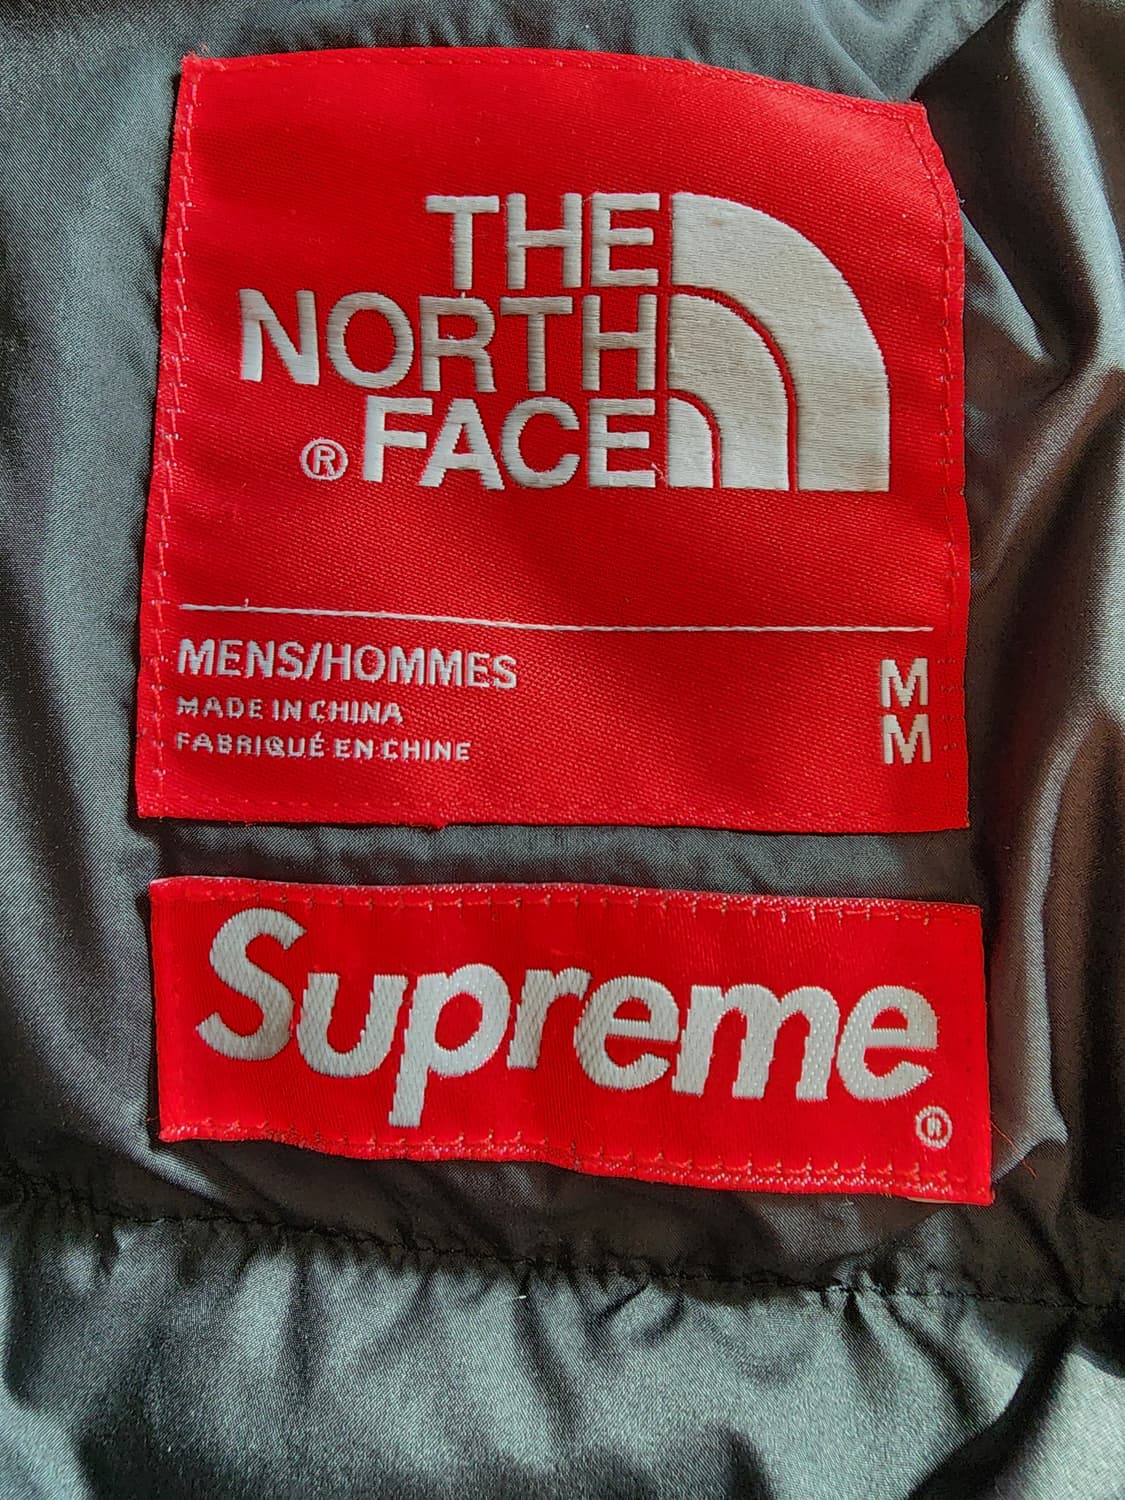 THE
NORTH
® FACE
MENS/HOMMES M
MADE IN CHINA
FABRIQUÉ EN CHINE M
Supreme
®